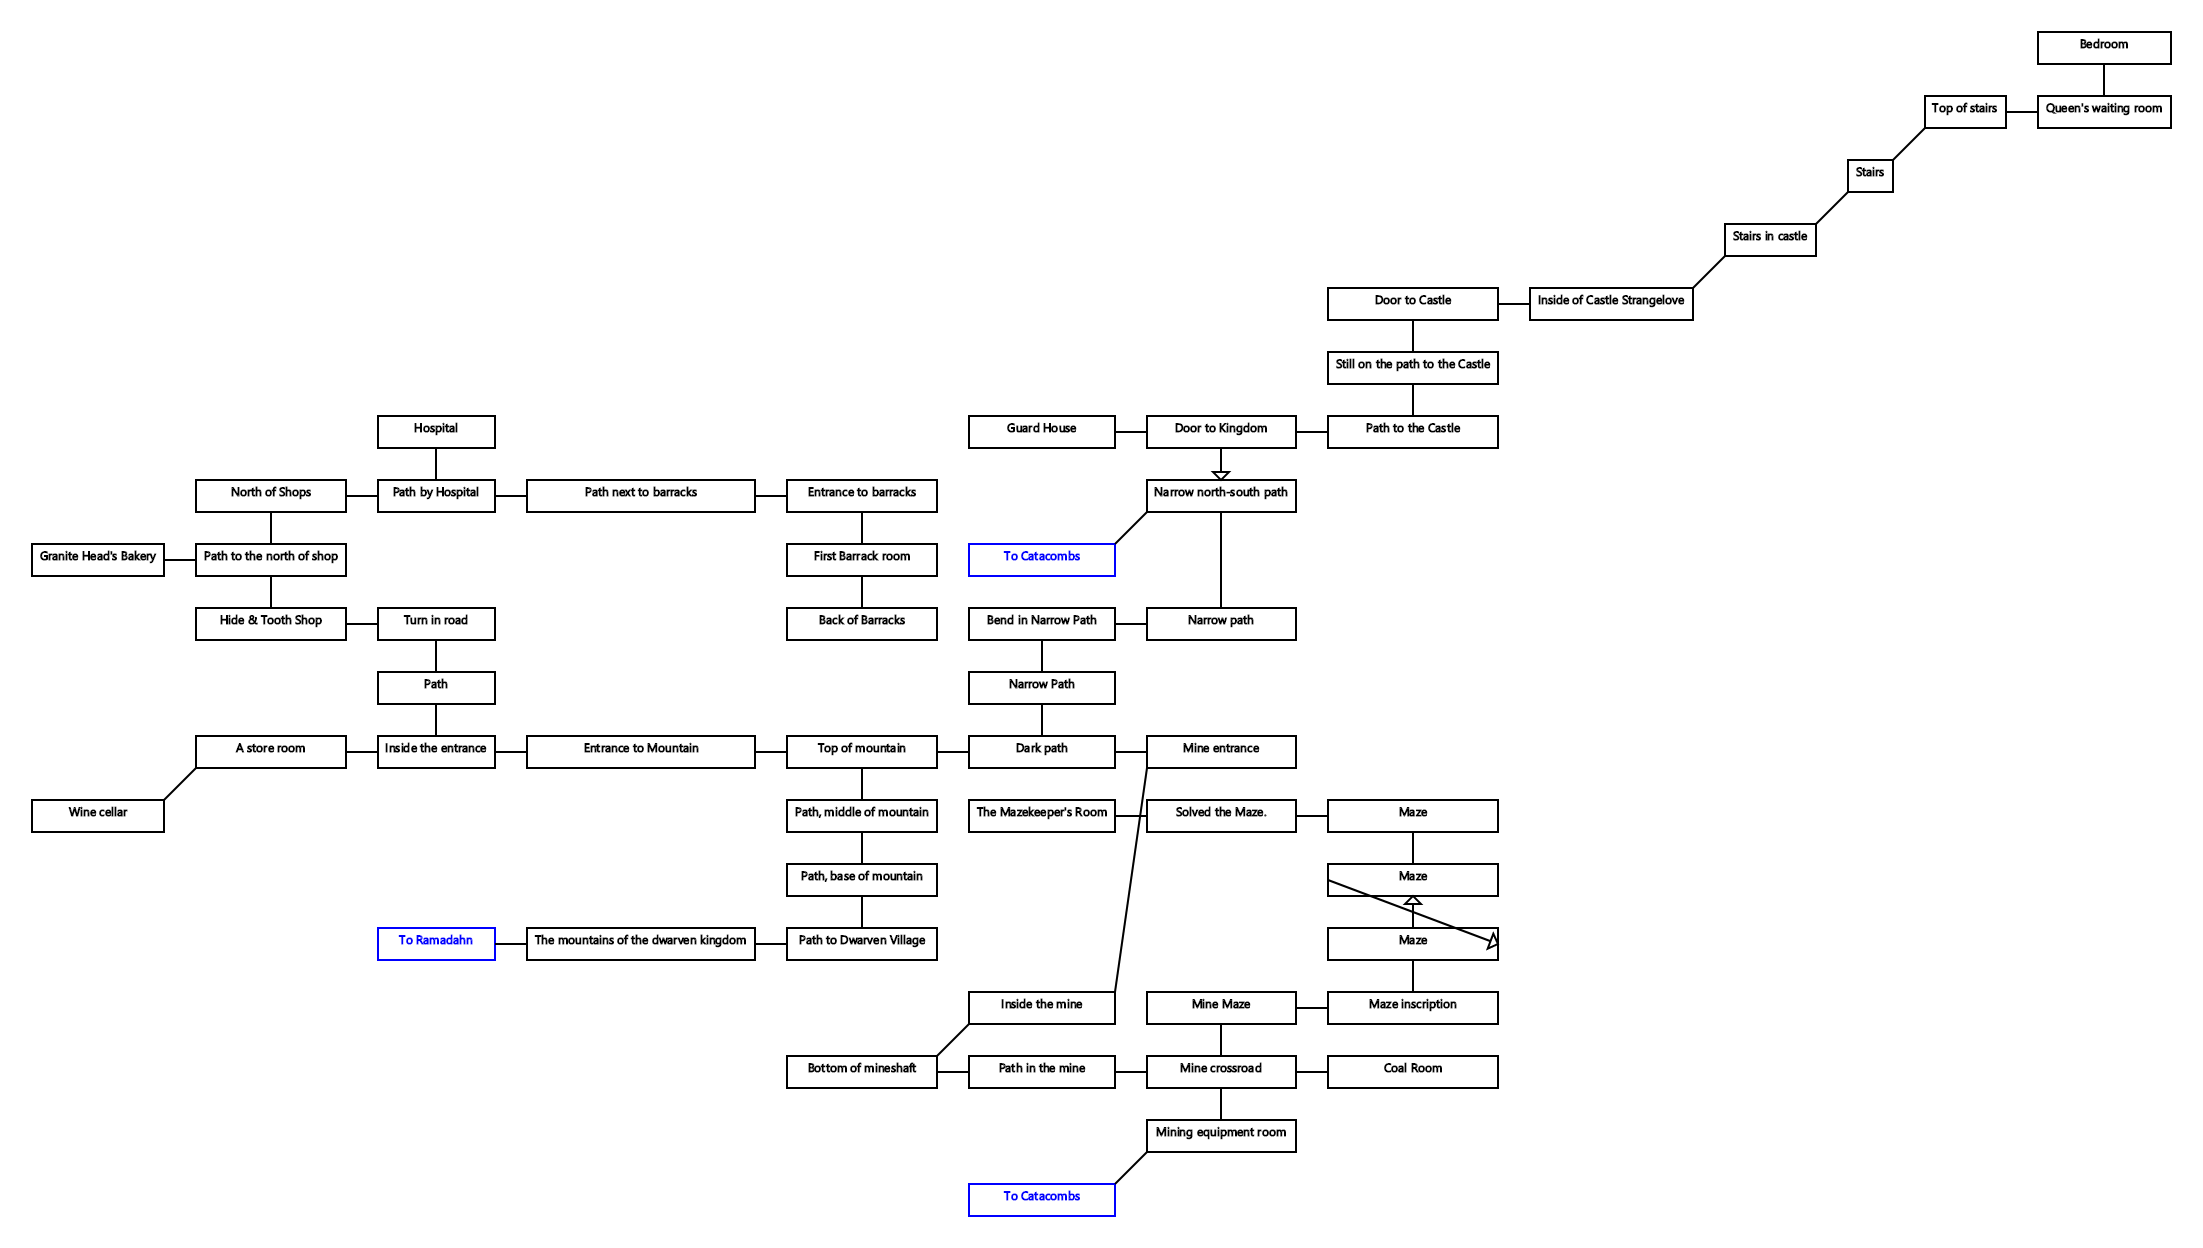 Bedroom
Top of stairs
Queen's waiting room
Stairs
Stairs in castle
Door to Castle
Inside of Castle Strangelove
Still on the path to the Castle
Hospital
Guard House
Door to Kingdom
Path to the Castle
North of Shops
Path by Hospital
Path next to barracks
Entrance to barracks
Narrow north-south path
Granite Head's Bakery
Path to the north of shop
First Barrack room
To Catacombs
Hide & Tooth Shop
Turn in road
Back of Barracks
Bend in Narrow Path
Narrow path
Path
Narrow Path
A store room
Inside the entrance
Entrance to Mountain
Top of mountain
Dark path
Mine entrance
Wine cellar
Path, middle of mountain
The Mazekeeper's Room
Solved the Maze.
Maze
Path, base of mountain
Maze
To Ramadahn
The mountains of the dwarven kingdom
Path to Dwarven Village
Maze
Inside the mine
Mine Maze
Maze inscription
Bottom of mineshaft
Path in the mine
Mine crossroad
Coal Room
Mining equipment room
To Catacombs